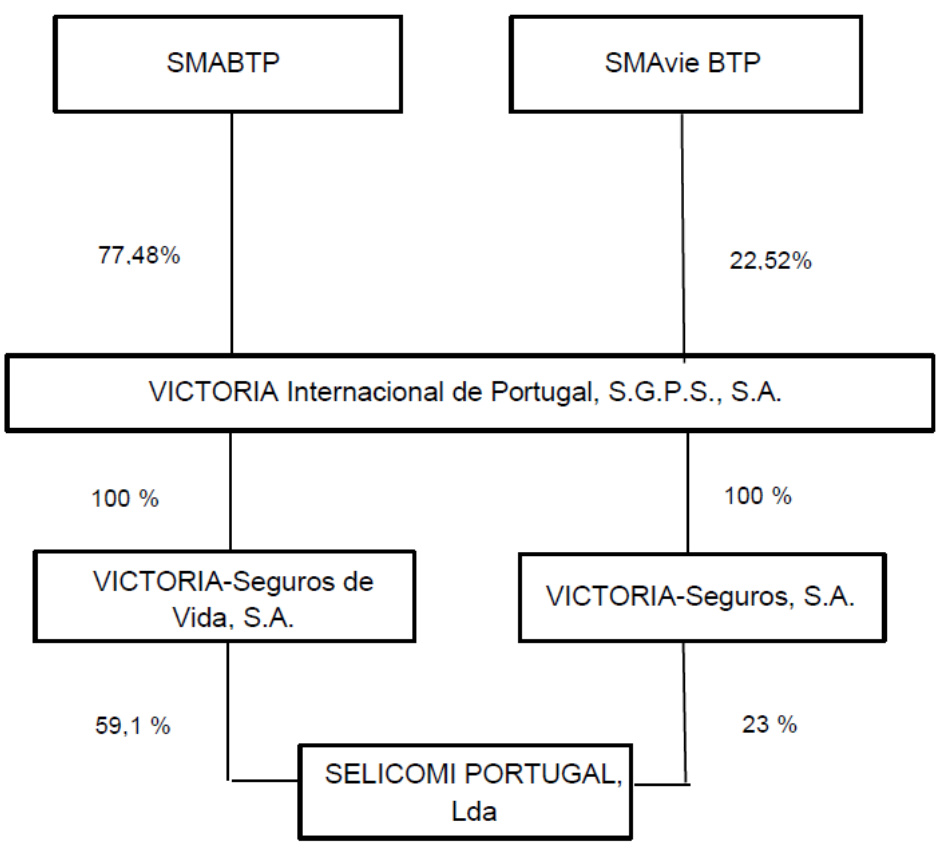 SMABTP
SMAvie BTP
77,48%
22,52%
VICTORIA Internacional de Portugal, S.G.P.S., S.A.
100 %
100 %
VICTORIA-Seguros de
Vida, S.A.
VICTORIA-Seguros, S.A.
59,1 %
23 %
SELICOMI PORTUGAL,
Lda